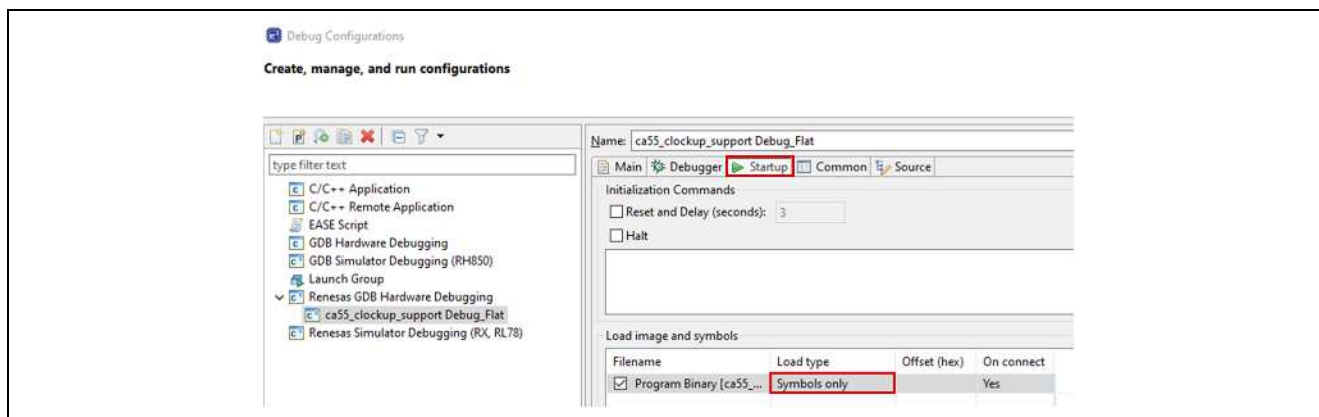 Debug Configurations
Create, manage, and run configurations
type filter text
C/C++ Application
C/C++ Remote Application
EASE Script
GDB Hardware Debugging
GDB Simulator Debugging (RH850)
Launch Group
Renesas GDB Hardware Debugging
ca55_clockup_support Debug_Flat
Renesas Simulator Debugging (RX, RL78)
Name: ca55_clockup_support Debug_Flat
Main Debugger Startup Common Source
Initialization Commands
Reset and Delay (seconds): 3
Halt
Load image and symbols
Filename Load type Offset (hex) On connect
Program Binary [ca55_... Symbols only Yes